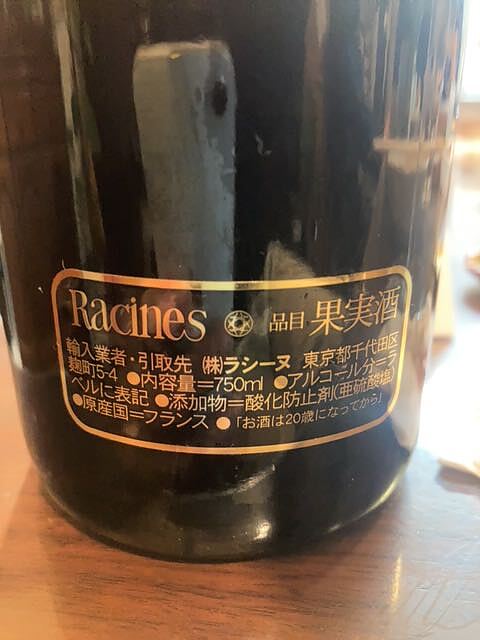 Racines 品目 果実酒
輸入業者・引取先 ㈱ラシーヌ 東京都千代田区
麹町5-4 ●内容量=750ml ●アルコール分=ラ
ベルに表記 ●添加物=酸化防止剤(亜硫酸塩)
●原産国=フランス ●「お酒は20歳になってから」